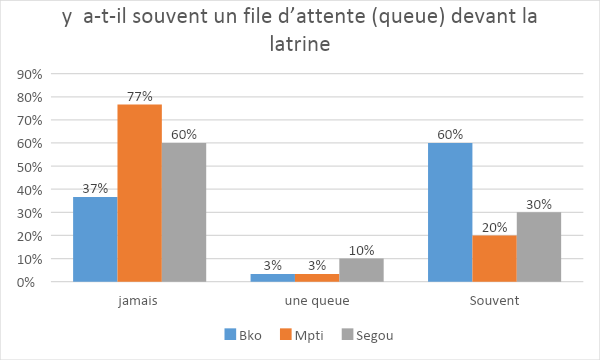 y a-t-il souvent un file d’attente (queue) devant la
latrine
90%
80%
70%
60%
50%
40%
30%
20%
10%
0%
37%
77%
60%
3%
3%
10%
60%
20%
30%
jamais
une queue
Souvent
Bko
Mpti
Segou